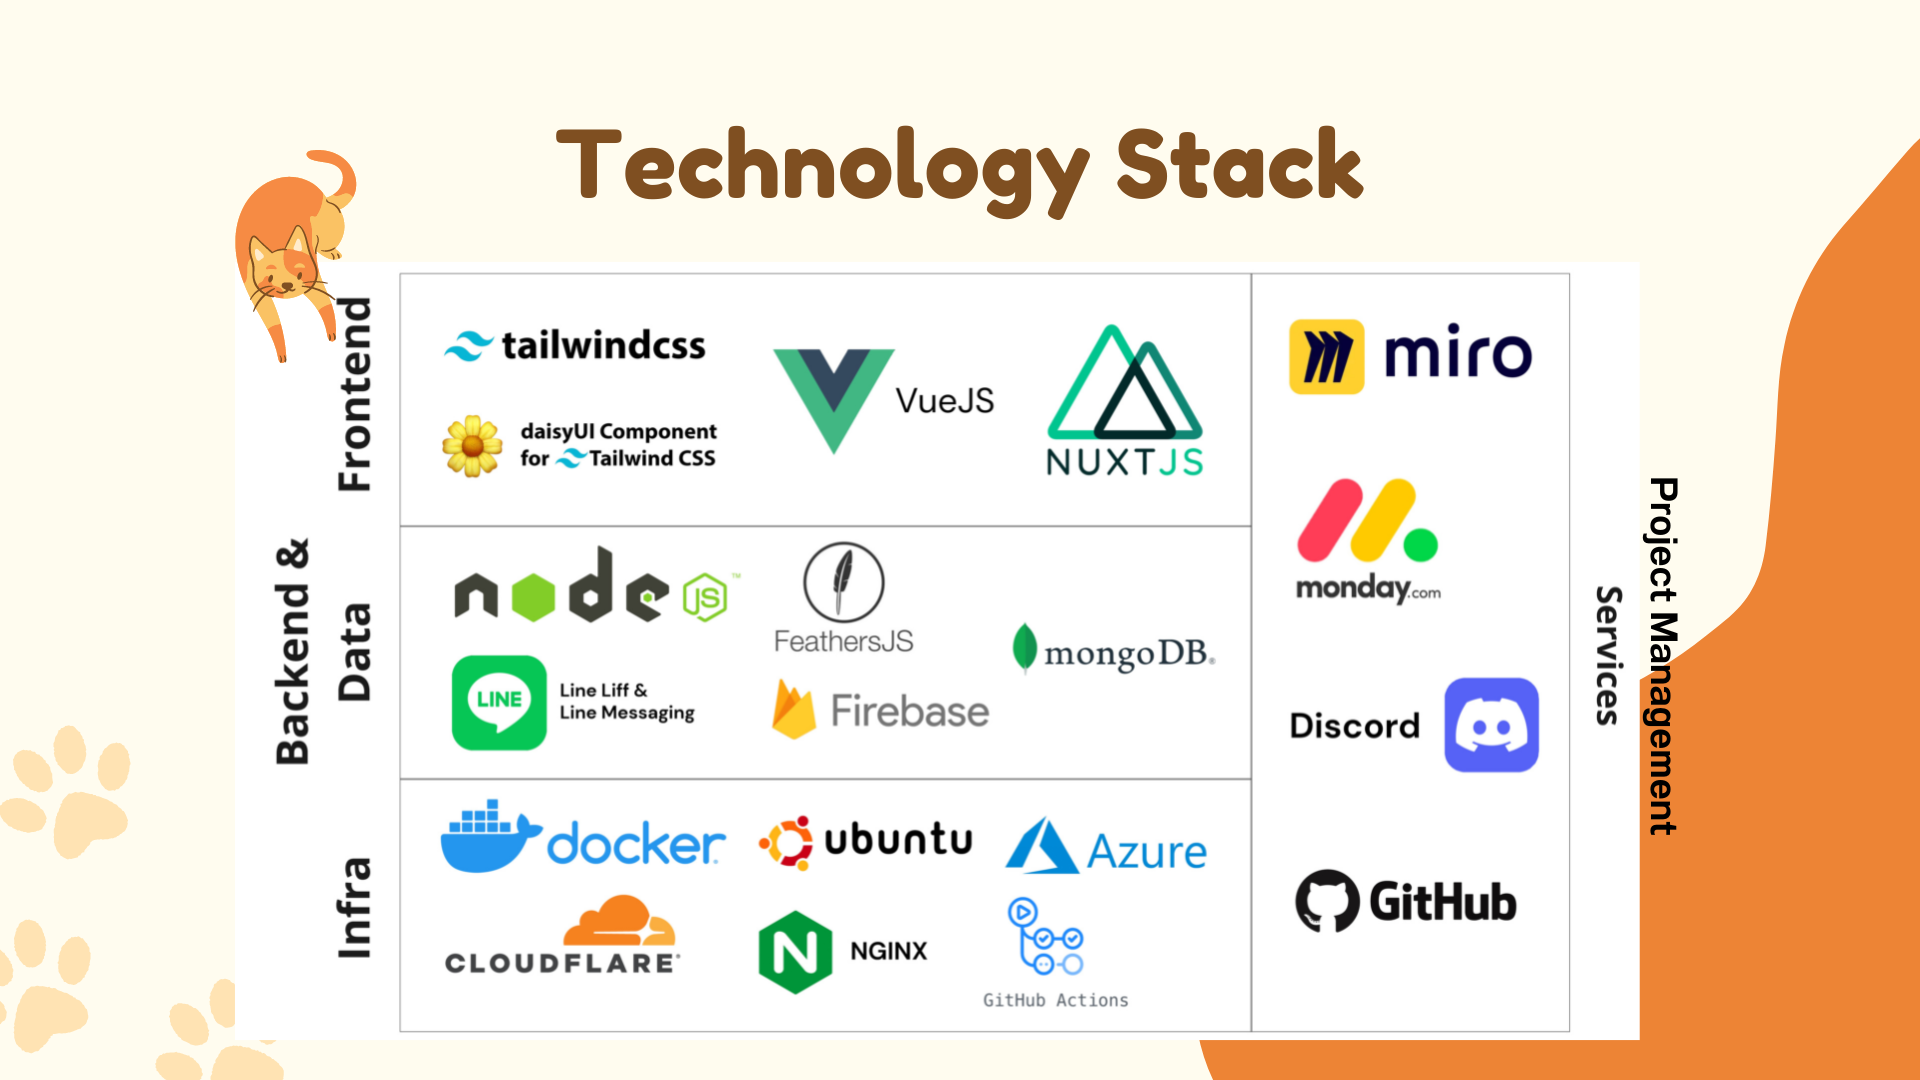 Technology Stack
Frontend
tailwindcss
daisyUI Component
for Tailwind CSS
VueJS
NUXTJS
Backend &
Data
node JS ™
FeathersJS
mongoDB®
LINE
Line Liff &
Line Messaging
Firebase
Infra
docker
ubuntu
Azure
CLOUDFLARE
N
NGINX
GitHub Actions
miro
monday.com
Discord
GitHub
Services
Project Management